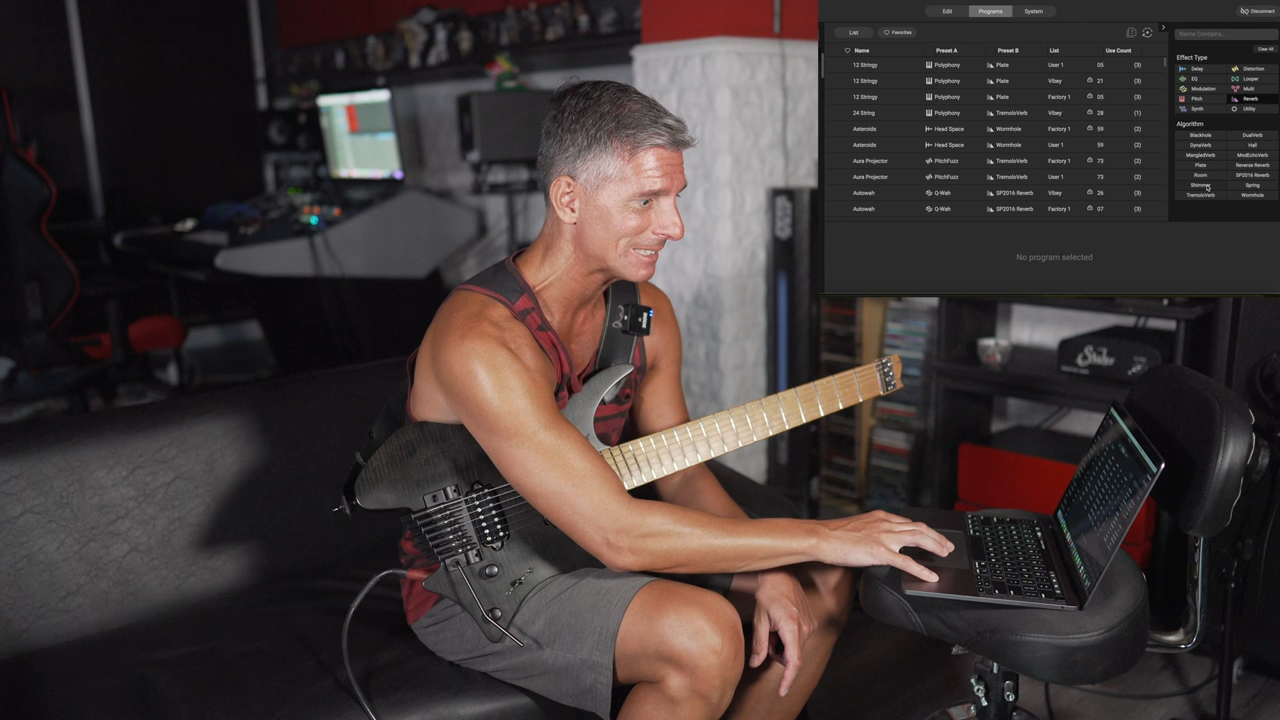 Edit Programs System Disconnect
List Favorites
Name Preset A Preset B List Use Count
12 Stringy Polyphony Plate User 1 05 (3)
12 Stringy Polyphony Plate Vibey 21 (3)
12 Stringy Polyphony Plate Factory 1 05 (3)
24 String Polyphony TremoloVerb Vibey 28 (1)
Asteroids Head Space Wormhole Factory 1 59 (2)
Asteroids Head Space Wormhole User 1 59 (2)
Aura Projector PitchFuzz TremoloVerb Factory 1 73 (2)
Aura Projector PitchFuzz TremoloVerb User 1 73 (2)
Autowah Q-Wah SP2016 Reverb Vibey 26 (3)
Autowah Q-Wah SP2016 Reverb Factory 1 07 (3)
No program selected
Name Contains...
Clear All
Effect Type
Delay Distortion
EQ Looper
Modulation Multi
Pitch Reverb
Synth Utility
Algorithm
Blackhole DualVerb
DynaVerb Hall
MangledVerb ModEchoVerb
Plate Reverse Reverb
Room SP2016 Reverb
Shimmer Spring
TremoloVerb Wormhole